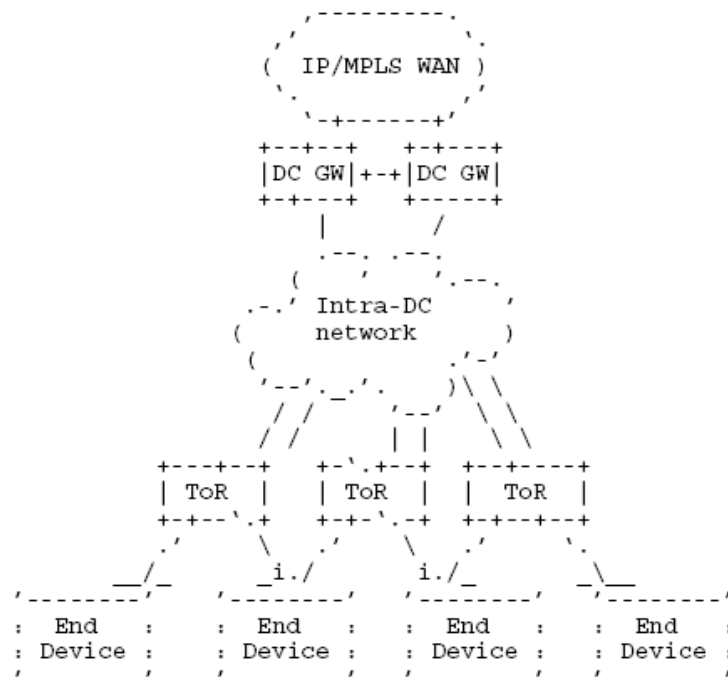 IP/MPLS WAN
DC GW DC GW
Intra-DC
network
ToR ToR ToR
End End End End
Device Device Device Device